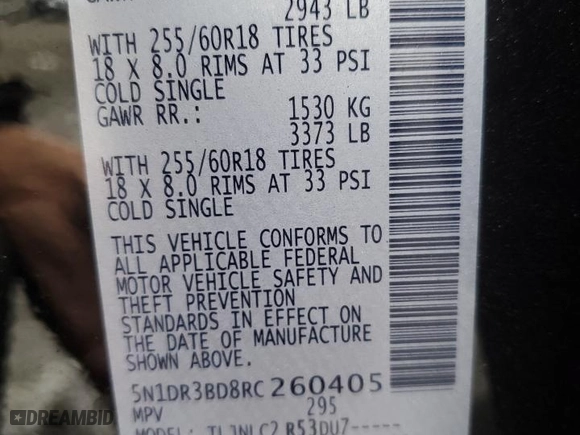 2943 LB
WITH 255/60R18 TIRES
18 X 8.0 RIMS AT 33 PSI
COLD SINGLE
GAWR RR.: 1530 KG
3373 LB
WITH 255/60R18 TIRES
18 X 8.0 RIMS AT 33 PSI
COLD SINGLE
THIS VEHICLE CONFORMS TO
ALL APPLICABLE FEDERAL
MOTOR VEHICLE SAFETY AND
THEFT PREVENTION
STANDARDS IN EFFECT ON
THE DATE OF MANUFACTURE
SHOWN ABOVE.
5N1DR3BD8RC260405
MPV 295
MODEL: R53DU7-----
DREAMBID